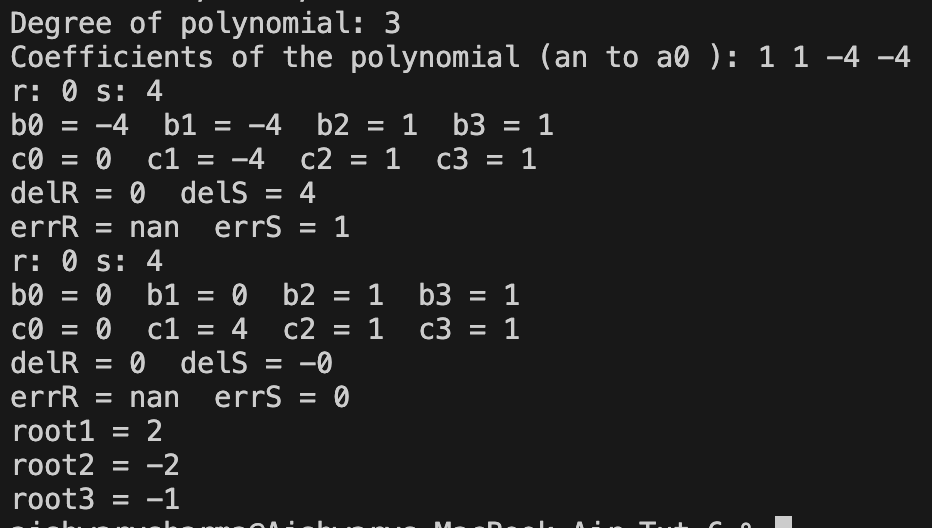 Degree of polynomial: 3
Coefficients of the polynomial (an to a0 ): 1 1 -4 -4
r: 0 s: 4
b0 = -4  b1 = -4  b2 = 1  b3 = 1
c0 = 0  c1 = -4  c2 = 1  c3 = 1
delR = 0  delS = 4
errR = nan  errS = 1
r: 0 s: 4
b0 = 0  b1 = 0  b2 = 1  b3 = 1
c0 = 0  c1 = 4  c2 = 1  c3 = 1
delR = 0  delS = -0
errR = nan  errS = 0
root1 = 2
root2 = -2
root3 = -1